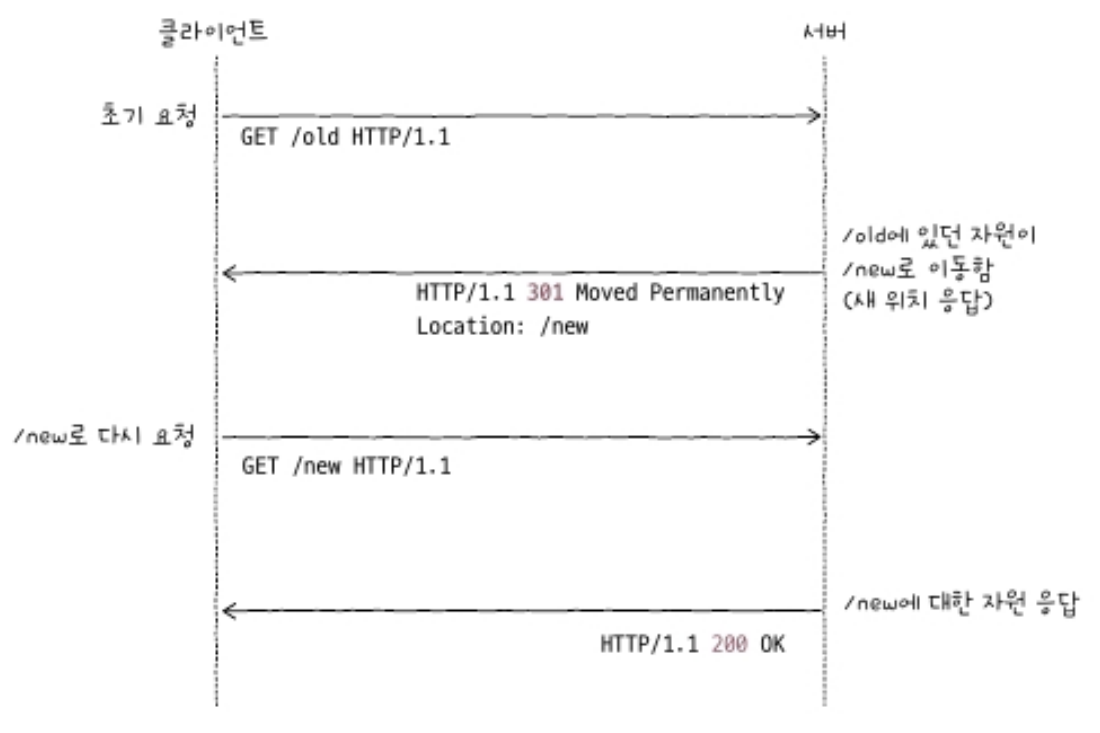 클라이언트
서버
초기 요청
GET /old HTTP/1.1
/old에 있던 자원이
/new로 이동함
(새 위치 응답)
HTTP/1.1 301 Moved Permanently
Location: /new
/new로 다시 요청
GET /new HTTP/1.1
/new에 대한 자원 응답
HTTP/1.1 200 OK